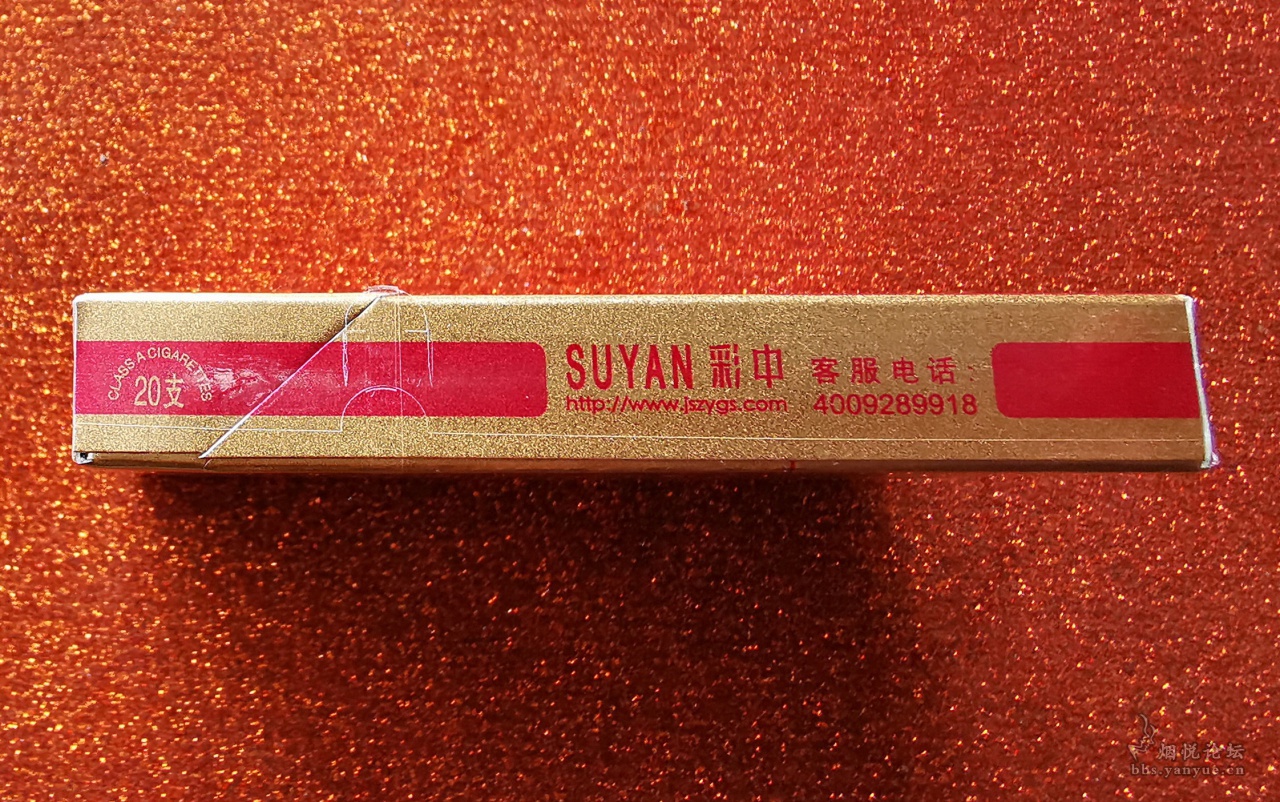 CLASS A CIGARETTES
20支
SUYAN 彩中
http://www.jszygs.com
客服电话:
4009289918
烟悦论坛
bbs.yanyue.cn